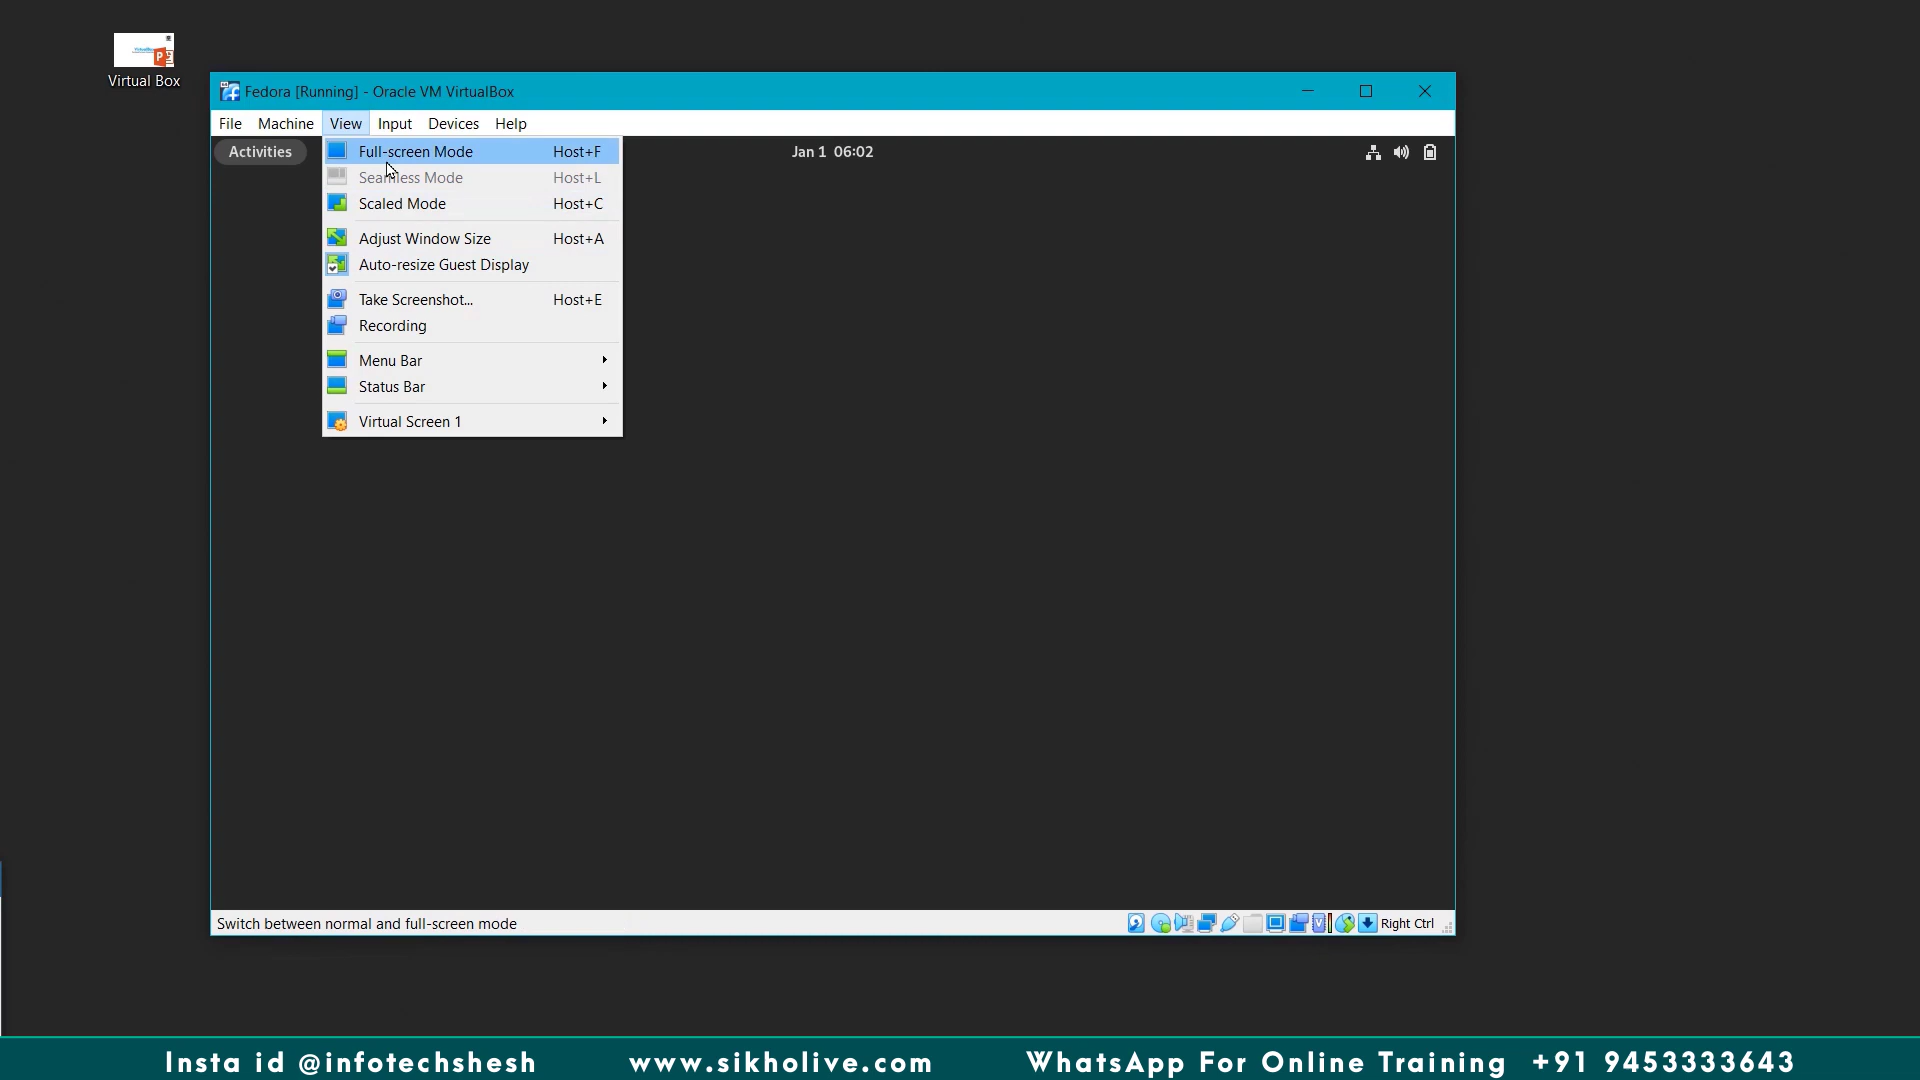 Virtual Box
Fedora [Running] - Oracle VM VirtualBox
File Machine View Input Devices Help
Activities
Jan 1 06:02
Full-screen Mode Host+F
Seamless Mode Host+L
Scaled Mode Host+C
Adjust Window Size Host+A
Auto-resize Guest Display
Take Screenshot... Host+E
Recording
Menu Bar
Status Bar
Virtual Screen 1
Switch between normal and full-screen mode
Right Ctrl
Insta id @infotechshesh www.sikholive.com WhatsApp For Online Training +91 9453333643